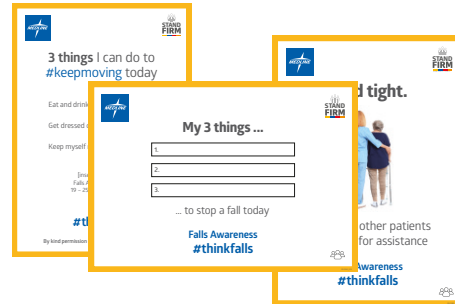 MEDLINE
STAND
FIRM
3 things I can do to
#keepmoving today
Eat and drink
Get dressed
Keep myself
Falls
19 - 25
By kind permission
MEDLINE
STAND
FIRM
My 3 things ...
1.
2.
3.
... to stop a fall today
Falls Awareness
#thinkfalls
MEDLINE
STAND
FIRM
tight.
other patients
for assistance
Awareness
#thinkfalls